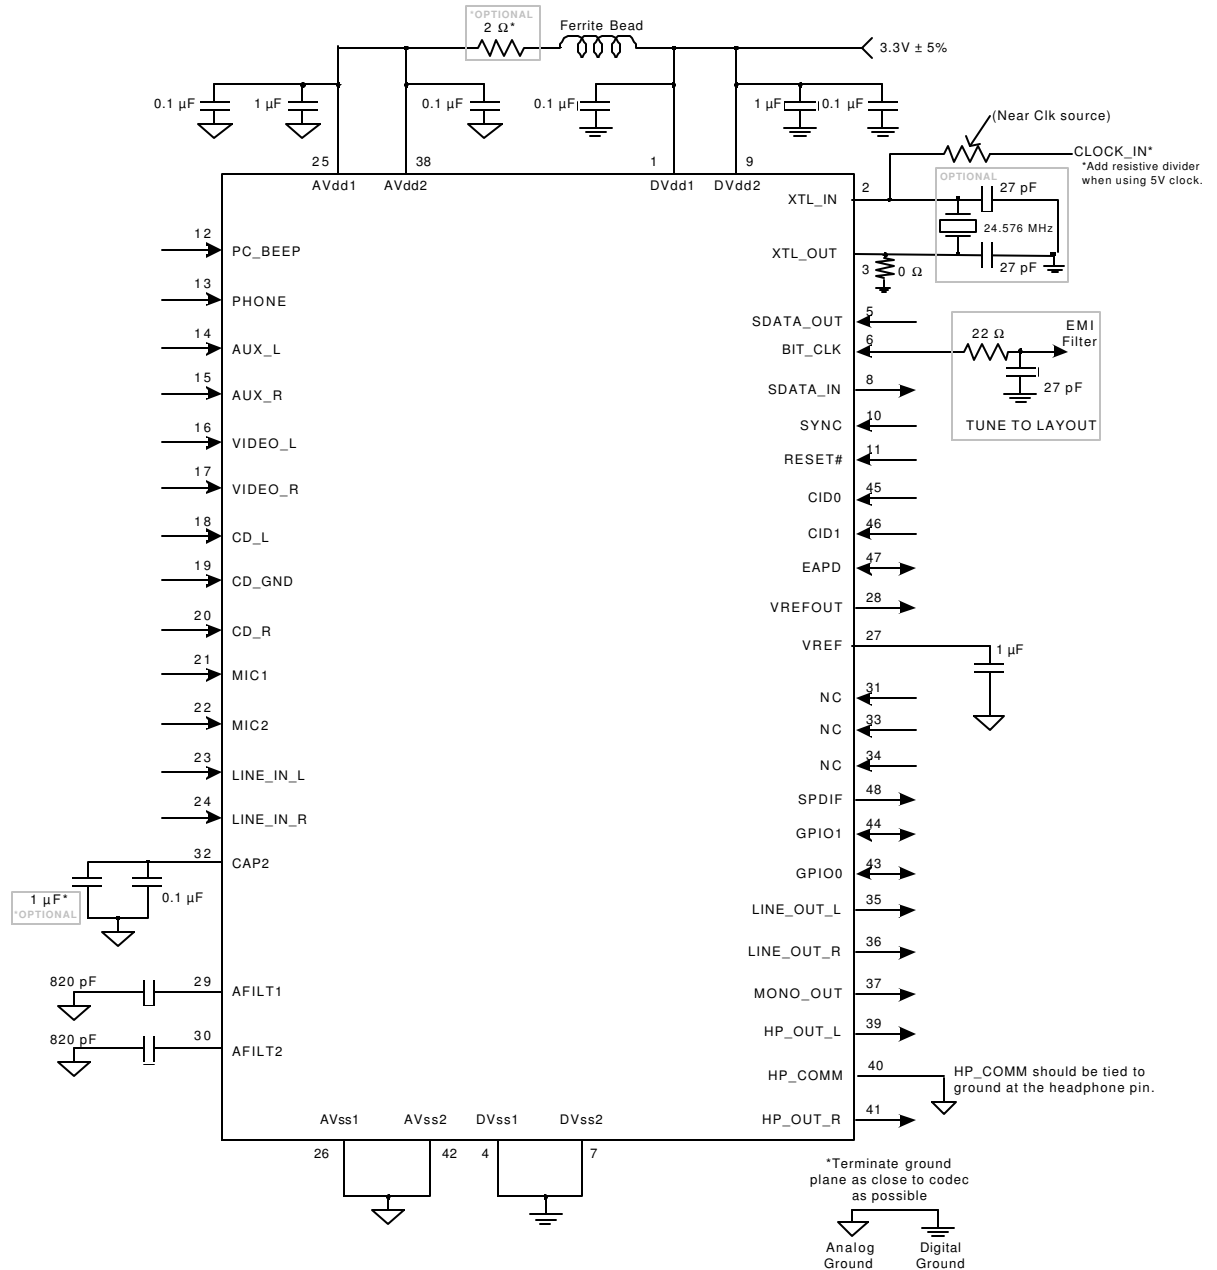 *OPTIONAL
2 Ω*
Ferrite Bead
3.3V ± 5%
0.1 µF
1 µF
0.1 µF
0.1 µF
1 µF
0.1 µF
(Near Clk source)
CLOCK_IN*
*Add resistive divider
when using 5V clock.
25
38
1
9
AVdd1
AVdd2
DVdd1
DVdd2
OPTIONAL
2
XTL_IN
27 pF
24.576 MHz
XTL_OUT
3
0 Ω
27 pF
12
PC_BEEP
13
PHONE
14
AUX_L
15
AUX_R
16
VIDEO_L
17
VIDEO_R
18
CD_L
19
CD_GND
20
CD_R
21
MIC1
22
MIC2
23
LINE_IN_L
24
LINE_IN_R
32
CAP2
1 µF*
*OPTIONAL
0.1 µF
820 pF
29
AFILT1
820 pF
30
AFILT2
SDATA_OUT
5
BIT_CLK
6
22 Ω
EMI
Filter
27 pF
TUNE TO LAYOUT
SDATA_IN
8
SYNC
10
RESET#
11
CID0
45
CID1
46
EAPD
47
VREFOUT
28
VREF
27
1 µF
NC
31
NC
33
NC
34
SPDIF
48
GPIO1
44
GPIO0
43
LINE_OUT_L
35
LINE_OUT_R
36
MONO_OUT
37
HP_OUT_L
39
HP_COMM
40
HP_COMM should be tied to
ground at the headphone pin.
HP_OUT_R
41
AVss1
AVss2
DVss1
DVss2
26
42
4
7
*Terminate ground
plane as close to codec
as possible
Analog
Ground
Digital
Ground